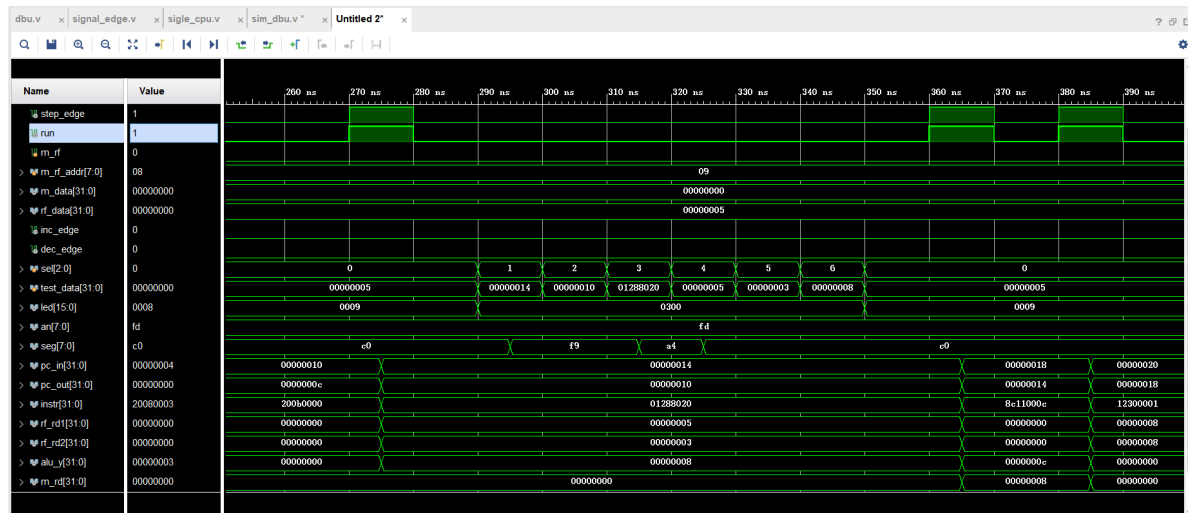 dbu.v × signal_edge.v × sigle_cpu.v × sim_dbu.v * × Untitled 2* ×
Name Value
260 ns 270 ns 280 ns 290 ns 300 ns 310 ns 320 ns 330 ns 340 ns 350 ns 360 ns 370 ns 380 ns 390 ns
step_edge 1
run 1
m_rf 0
m_rf_addr[7:0] 08 09
m_data[31:0] 00000000 00000000
rf_data[31:0] 00000000 00000005
inc_edge 0
dec_edge 0
sel[2:0] 0 0 1 2 3 4 5 6 0
test_data[31:0] 00000000 00000005 00000014 00000010 01288020 00000005 00000003 00000008 00000005
led[15:0] 0008 0009 0300 0009
an[7:0] fd fd
seg[7:0] c0 c0 f9 a4 c0
pc_in[31:0] 00000004 00000010 00000014 00000018 00000020
pc_out[31:0] 00000000 0000000c 00000010 00000014 00000018
instr[31:0] 20080003 200b0000 01288020 8c11000c 12300001
rf_rd1[31:0] 00000000 00000000 00000005 00000000 00000008
rf_rd2[31:0] 00000000 00000000 00000003 00000000 00000008
alu_y[31:0] 00000003 00000000 00000008 0000000c 00000000
m_rd[31:0] 00000000 00000000 00000008 00000000